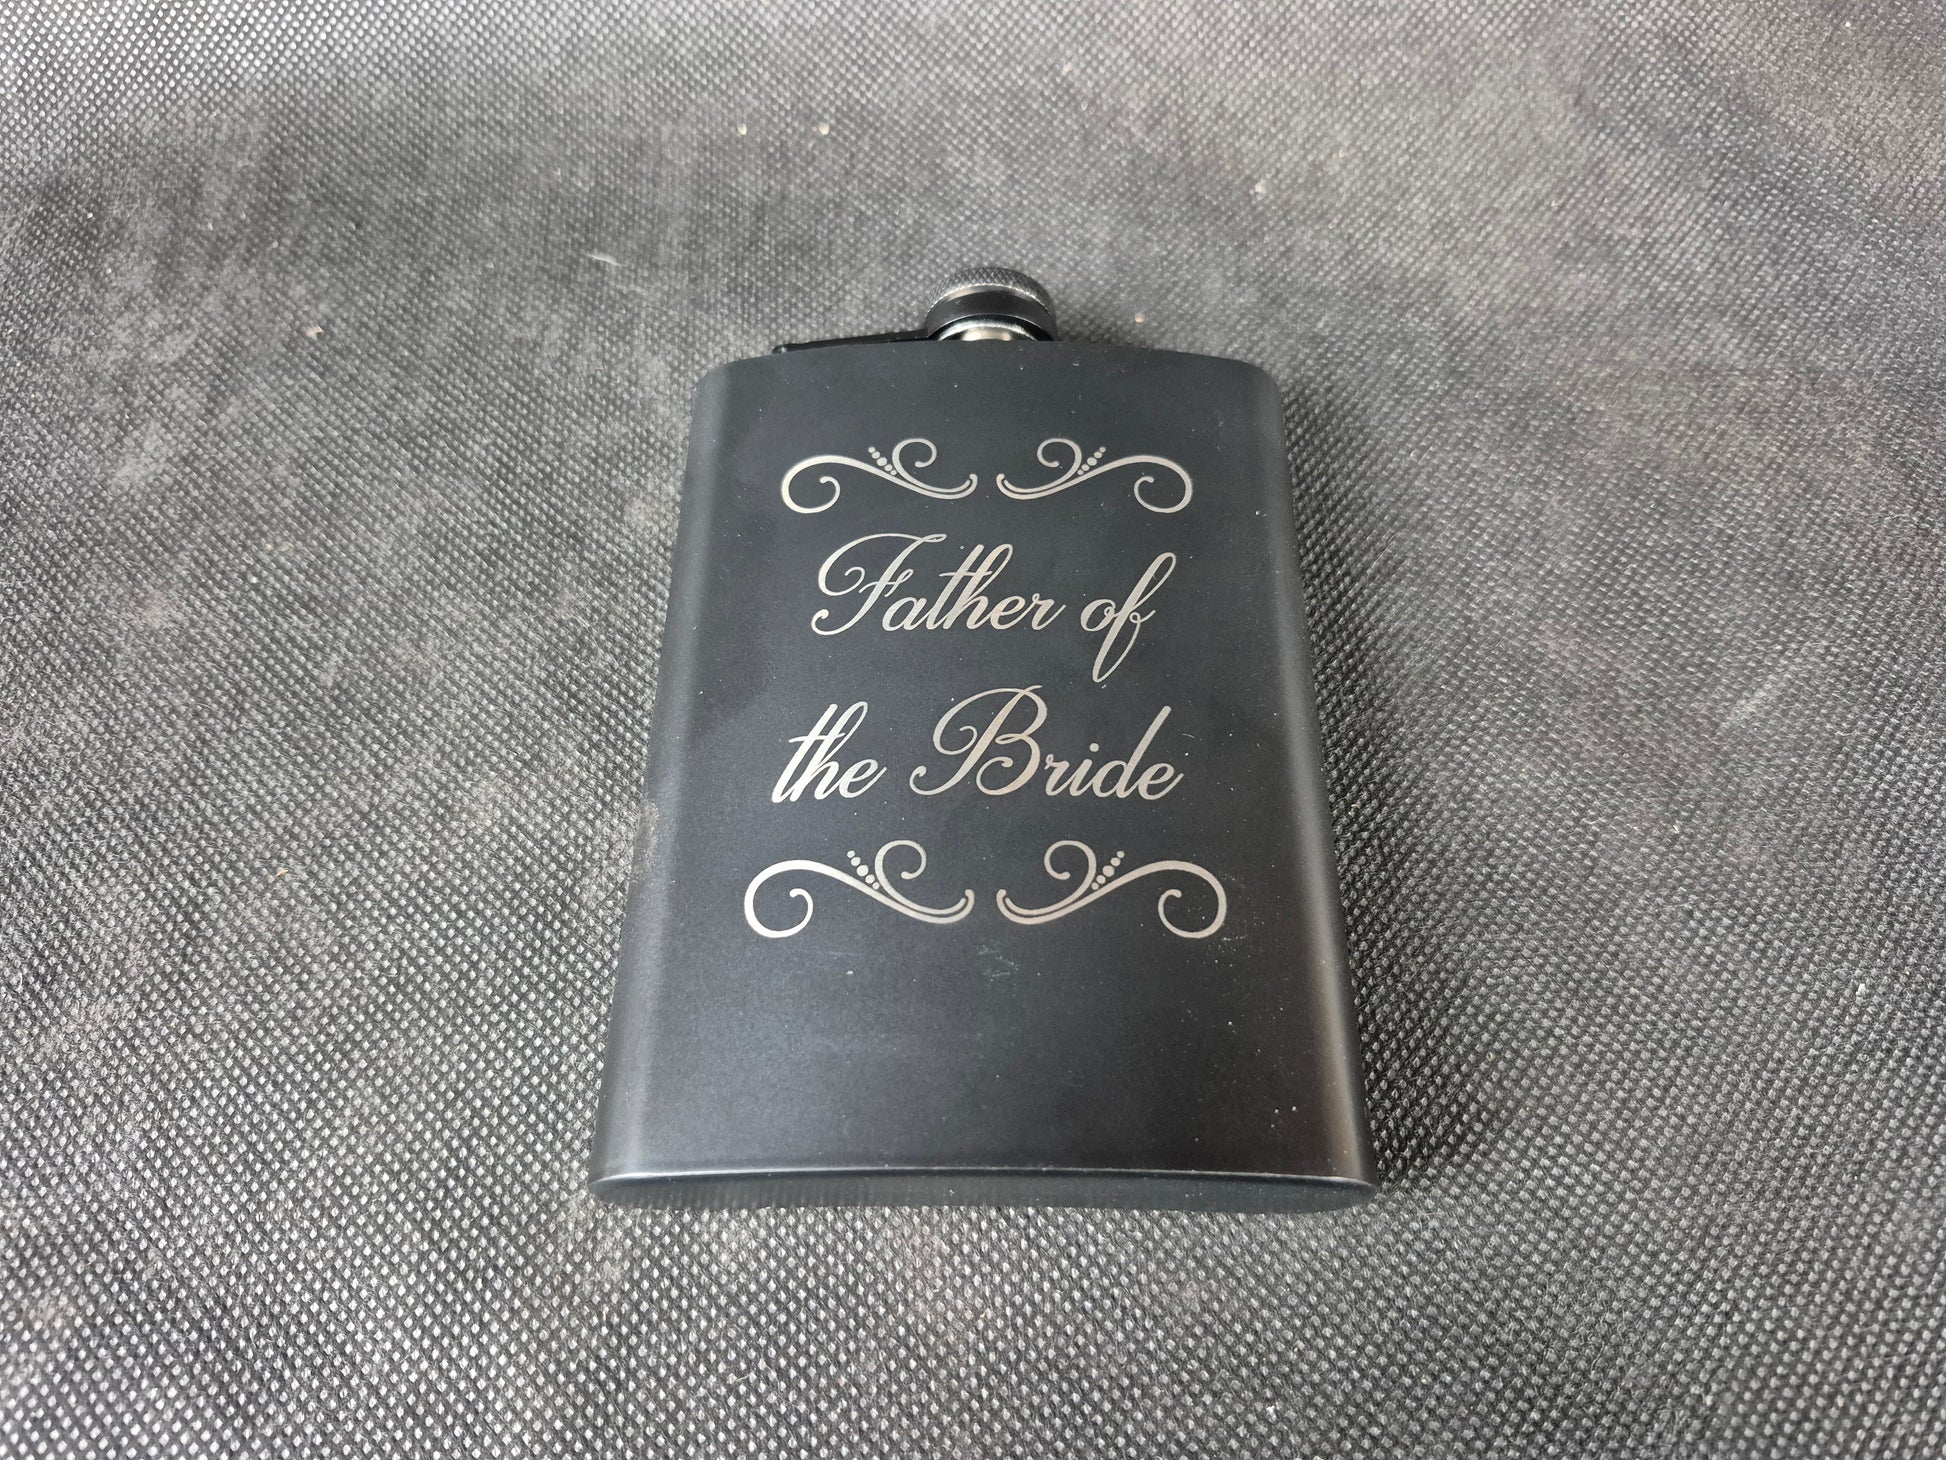 Father of
the Bride